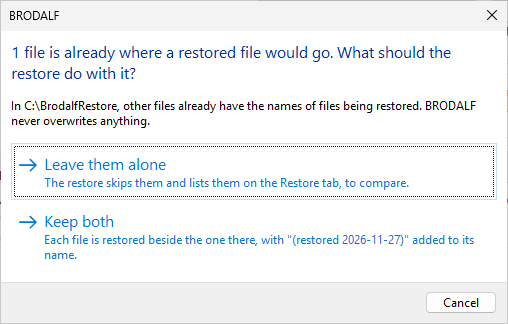 BRODALF
1 file is already where a restored file would go. What should the
restore do with it?
In C:\BrodalfRestore, other files already have the names of files being restored. BRODALF
never overwrites anything.
Leave them alone
The restore skips them and lists them on the Restore tab, to compare.
Keep both
Each file is restored beside the one there, with "(restored 2026-11-27)" added to its
name.
Cancel